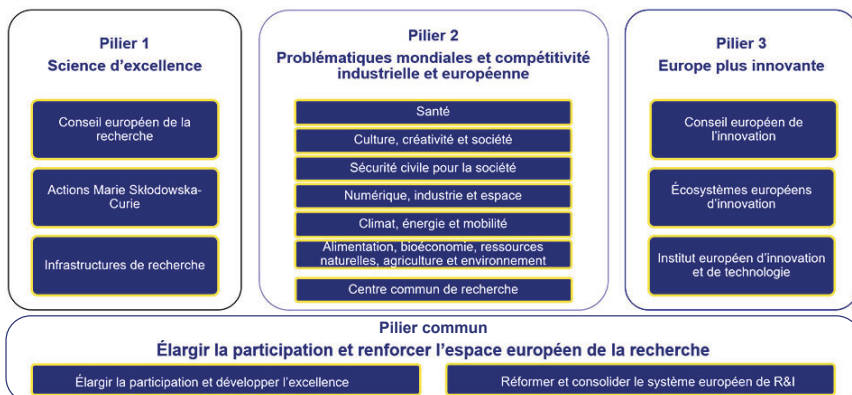 Pilier 1
Science d’excellence
Conseil européen de la
recherche
Actions Marie Skłodowska-
Curie
Infrastructures de recherche
Pilier 2
Problématiques mondiales et compétitivité
industrielle et européenne
Santé
Culture, créativité et société
Sécurité civile pour la société
Numérique, industrie et espace
Climat, énergie et mobilité
Alimentation, bioéconomie, ressources
naturelles, agriculture et environnement
Centre commun de recherche
Pilier 3
Europe plus innovante
Conseil européen de
l’innovation
Écosystèmes européens
d’innovation
Institut européen d’innovation
et de technologie
Pilier commun
Élargir la participation et renforcer l’espace européen de la recherche
Élargir la participation et développer l’excellence
Réformer et consolider le système européen de R&I